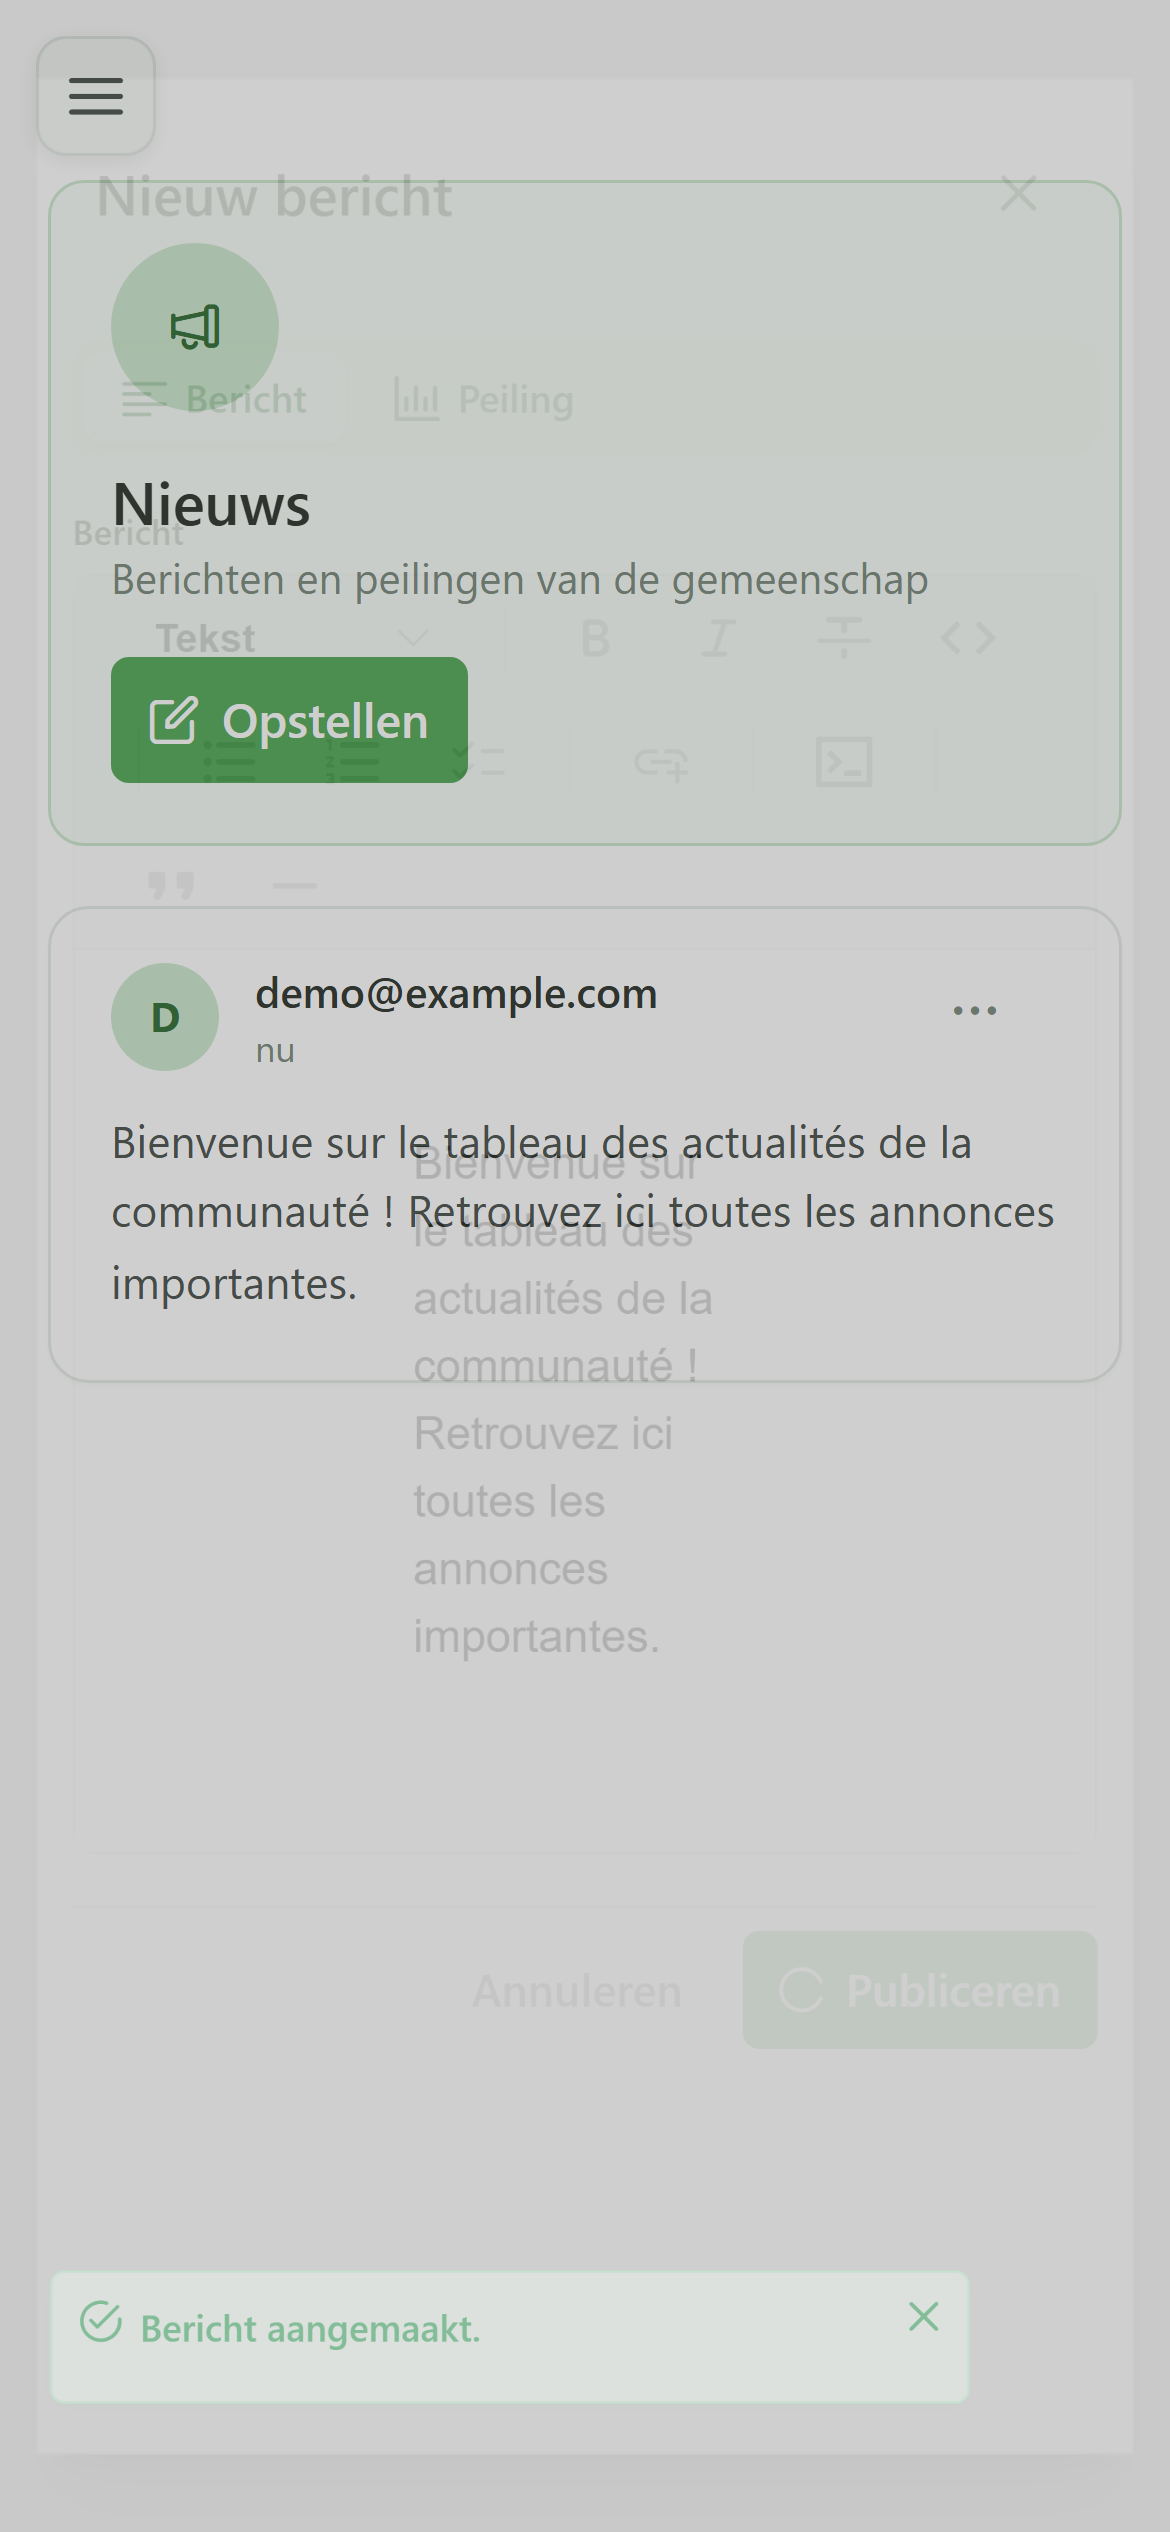 Nieuw bericht
Bericht
Peiling
Nieuws
Bericht
Berichten en peilingen van de gemeenschap
Tekst
Opstellen
D
demo@example.com
nu
Bienvenue sur le tableau des actualités de la
communauté ! Retrouvez ici toutes les annonces
importantes.
Bienvenue sur
le tableau des
actualités de la
communauté !
Retrouvez ici
toutes les
annonces
importantes.
Annuleren
Publiceren
Bericht aangemaakt.